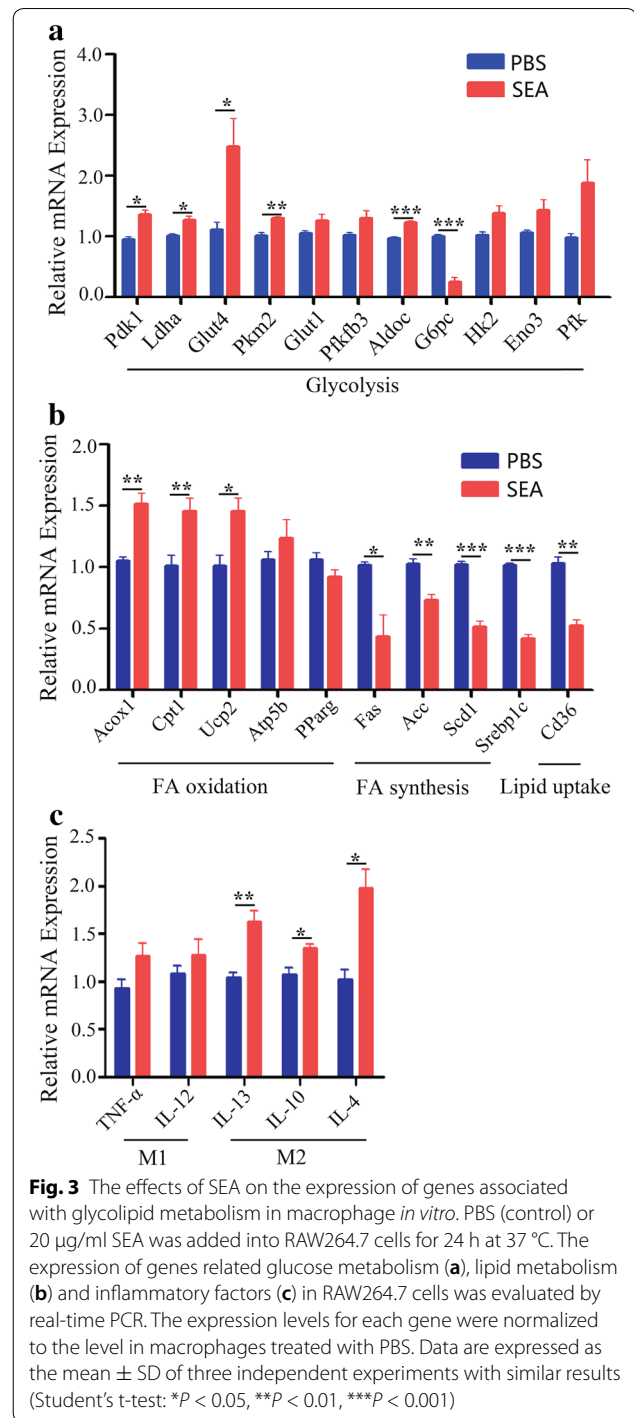 a
Relative mRNA Expression
4.0
3.0
2.0
1.0
0.0
PBS
SEA
* * * ** *** ***
Pdk1 Ldha Glut4 Pkm2 Glut1 Pfkfb3 Aldoc G6pc Hk2 Eno3 Pfk
Glycolysis
b
Relative mRNA Expression
2.0
1.5
1.0
0.5
0.0
PBS
SEA
** ** * * ** *** *** **
Acox1 Cpt1 Ucp2 Atp5b PParg Fas Acc Scd1 Srebp1c Cd36
FA oxidation FA synthesis Lipid uptake
c
Relative mRNA Expression
2.5
2.0
1.5
1.0
0.5
** * *
TNF-α IL-12 IL-13 IL-10 IL-4
M1 M2
Fig. 3 The effects of SEA on the expression of genes associated
with glycolipid metabolism in macrophage in vitro. PBS (control) or
20 μg/ml SEA was added into RAW264.7 cells for 24 h at 37 °C. The
expression of genes related glucose metabolism (a), lipid metabolism
(b) and inflammatory factors (c) in RAW264.7 cells was evaluated by
real-time PCR. The expression levels for each gene were normalized
to the level in macrophages treated with PBS. Data are expressed as
the mean ± SD of three independent experiments with similar results
(Student's t-test: *P < 0.05, **P < 0.01, ***P < 0.001)